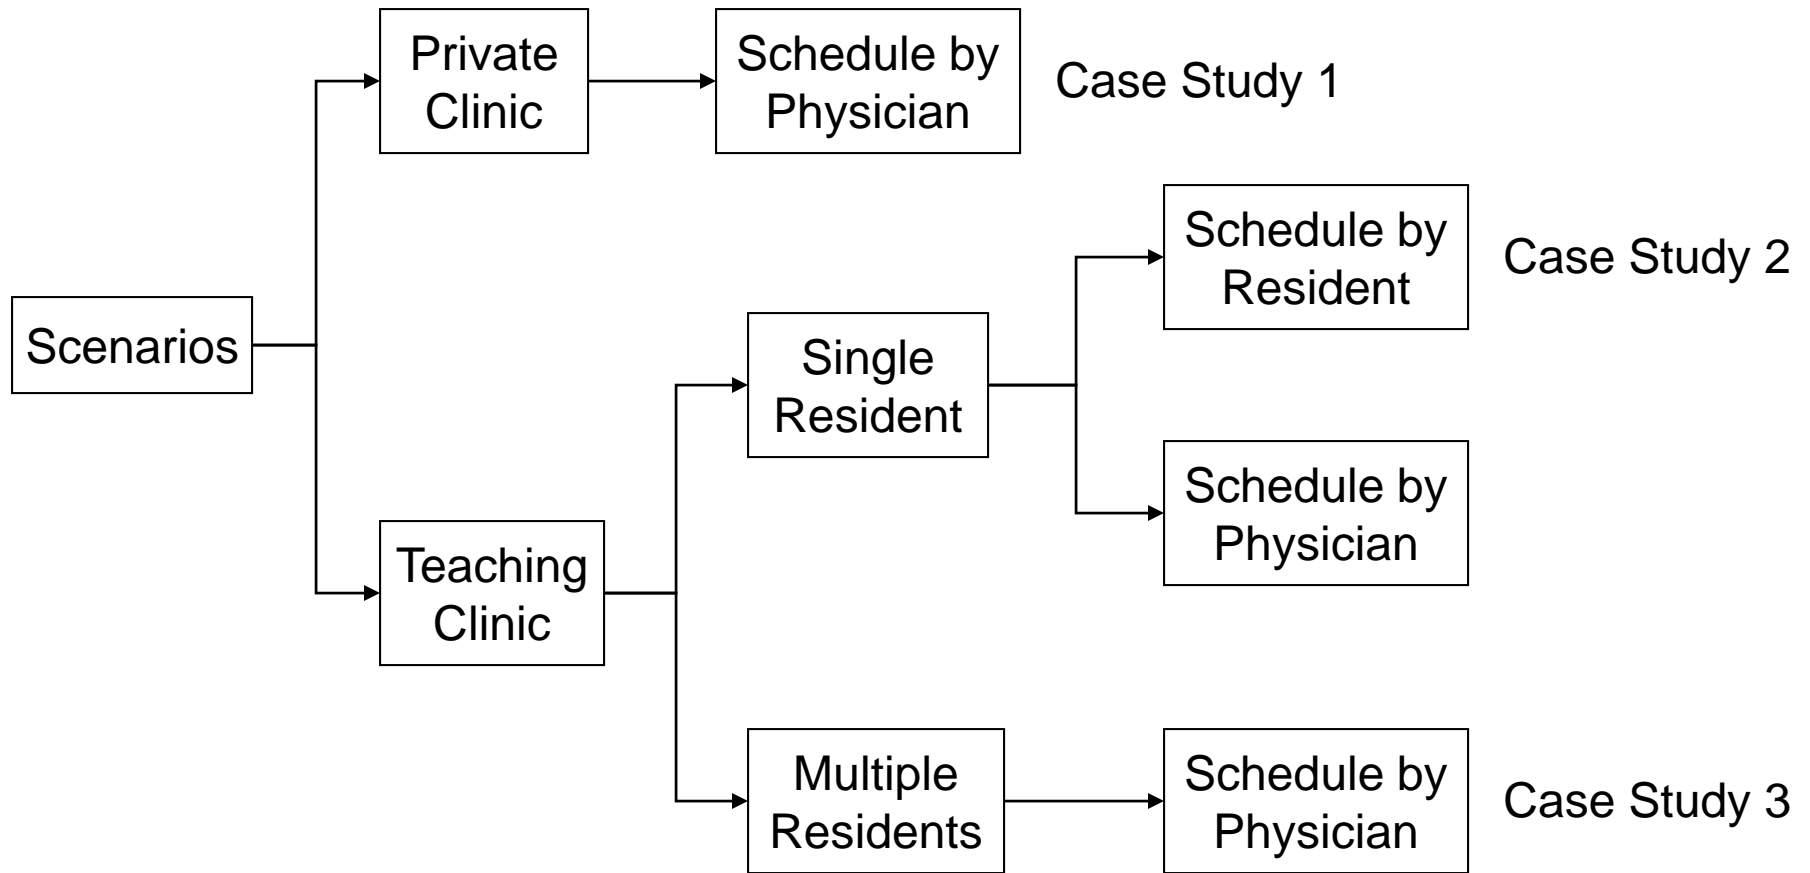 Private
Clinic
Schedule by
Physician
Case Study 1
Schedule by
Resident
Case Study 2
Scenarios
Single
Resident
Schedule by
Physician
Teaching
Clinic
Multiple
Residents
Schedule by
Physician
Case Study 3